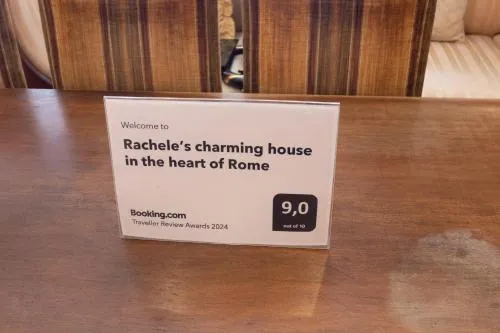 Welcome to
Rachele's charming house
in the heart of Rome
Booking.com
Traveller Review Awards 2024
9,0
out of 10